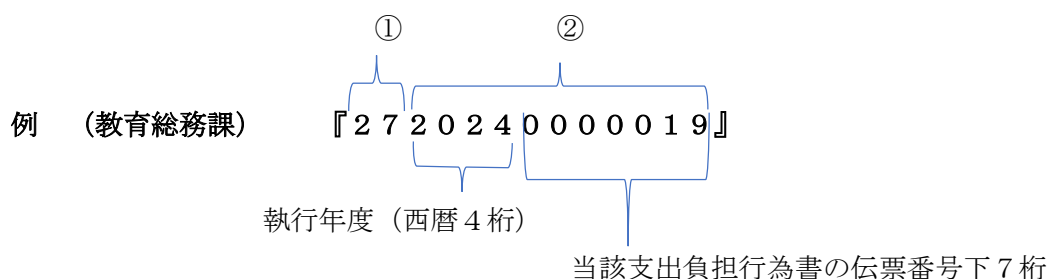 ① ②
例 （教育総務課） 『２７２０２４００００００１９』
執行年度（西暦４桁）
当該支出負担行為書の伝票番号下７桁